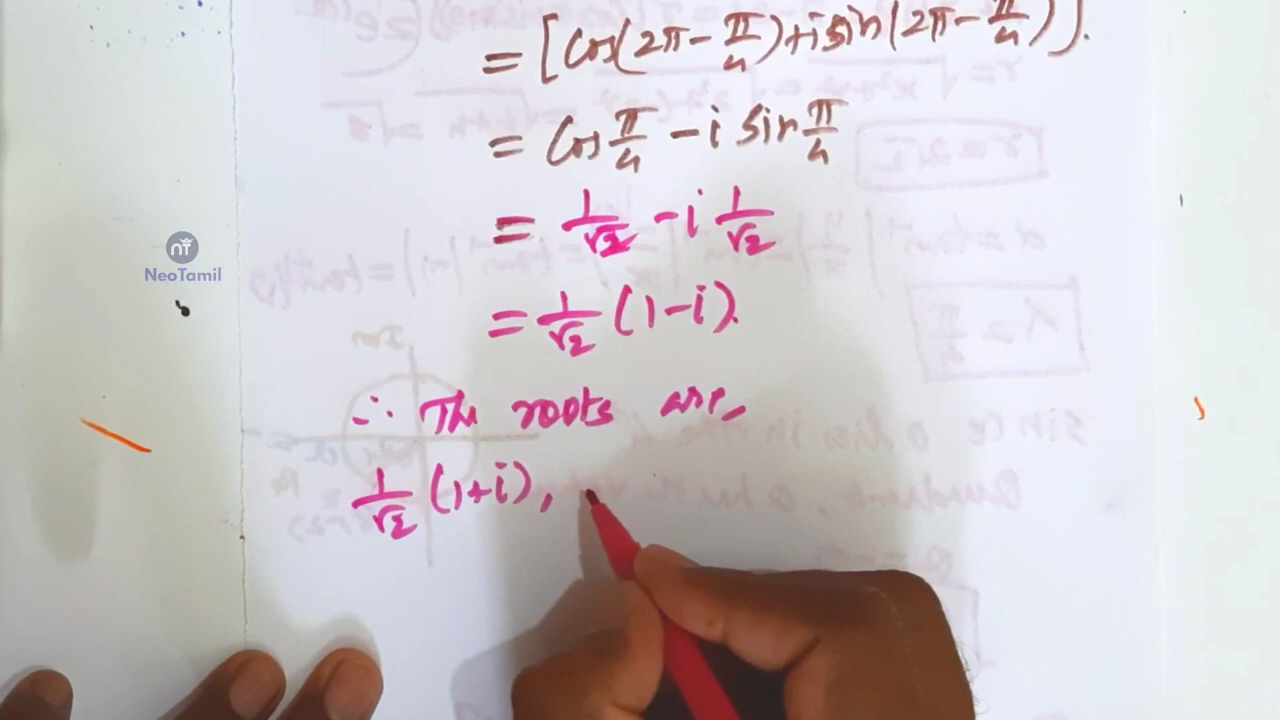 = [cos(2π - π/4) + i sin(2π - π/4)].
= cos π/4 - i sin π/4
= 1/√2 - i 1/√2
= 1/√2 (1 - i).
∴ The roots are,
1/√2 (1+i),
nT
NeoTamil